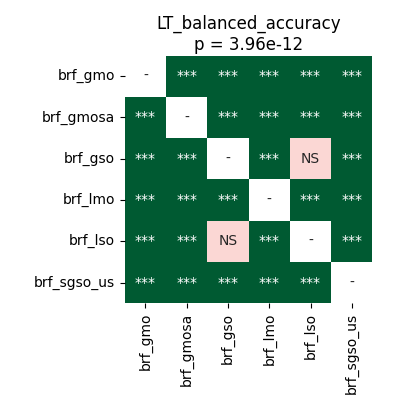 LT_balanced_accuracy
p = 3.96e-12
brf_gmo - *** *** *** *** ***
brf_gmosa *** - *** *** *** ***
brf_gso *** *** - *** NS ***
brf_lmo *** *** *** - *** ***
brf_lso *** *** NS *** - ***
brf_sgso_us *** *** *** *** *** -
brf_gmo
brf_gmosa
brf_gso
brf_lmo
brf_lso
brf_sgso_us